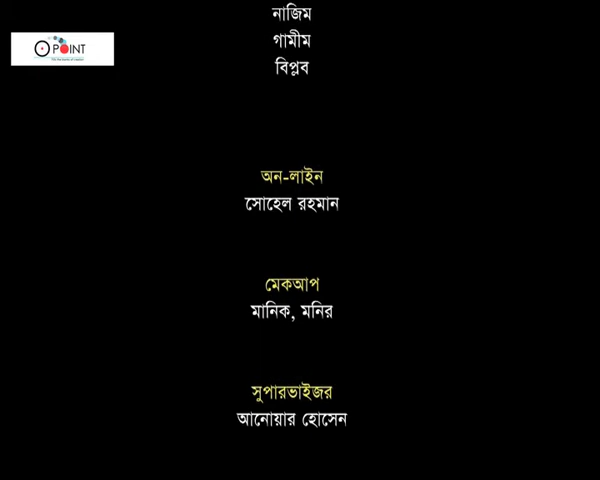 নাজিম
গামীম
বিপ্লব
POINT
অন-লাইন
সোহেল রহমান
মেকআপ
মানিক, মনির
সুপারভাইজর
আনোয়ার হোসেন